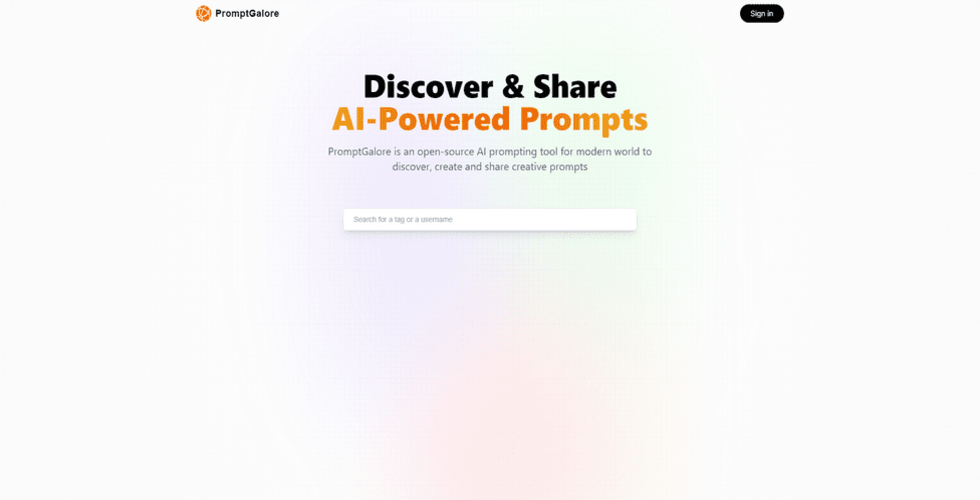 PromptGalore
Sign in
Discover & Share
AI-Powered Prompts
PromptGalore is an open-source AI prompting tool for modern world to
discover, create and share creative prompts
Search for a tag or a username